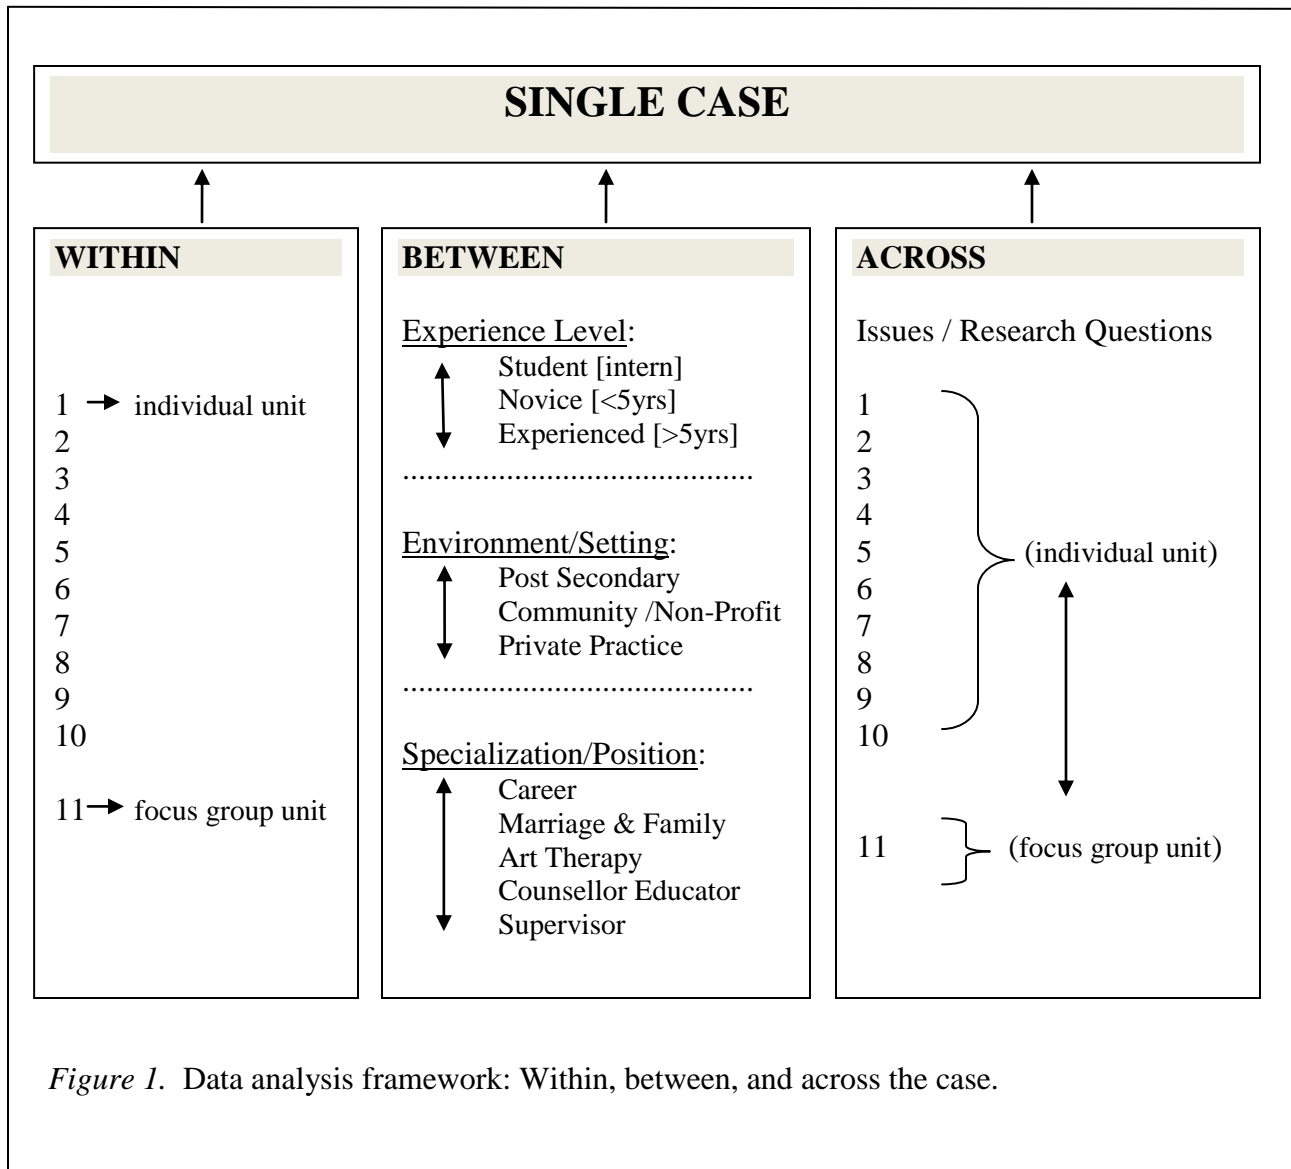 SINGLE CASE
WITHIN
1 individual unit
2
3
4
5
6
7
8
9
10
11 focus group unit
BETWEEN
Experience Level:
Student [intern]
Novice [<5yrs]
Experienced [>5yrs]
............................................
Environment/Setting:
Post Secondary
Community /Non-Profit
Private Practice
............................................
Specialization/Position:
Career
Marriage & Family
Art Therapy
Counsellor Educator
Supervisor
ACROSS
Issues / Research Questions
1
2
3
4
5
6
7
8
9
10
(individual unit)
11 (focus group unit)
Figure 1. Data analysis framework: Within, between, and across the case.